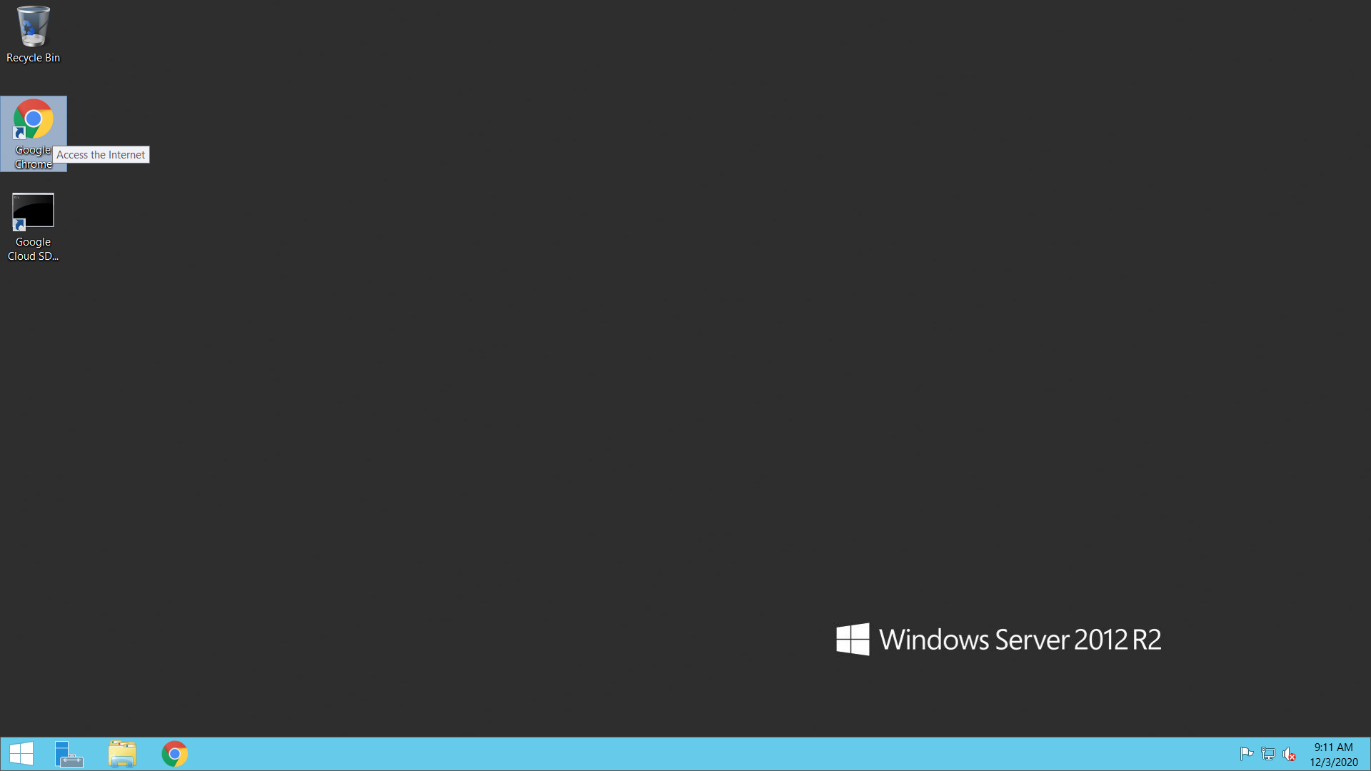 Recycle Bin
Google
Chrome
Access the Internet
Google
Cloud SD...
Windows Server 2012 R2
9:11 AM
12/3/2020